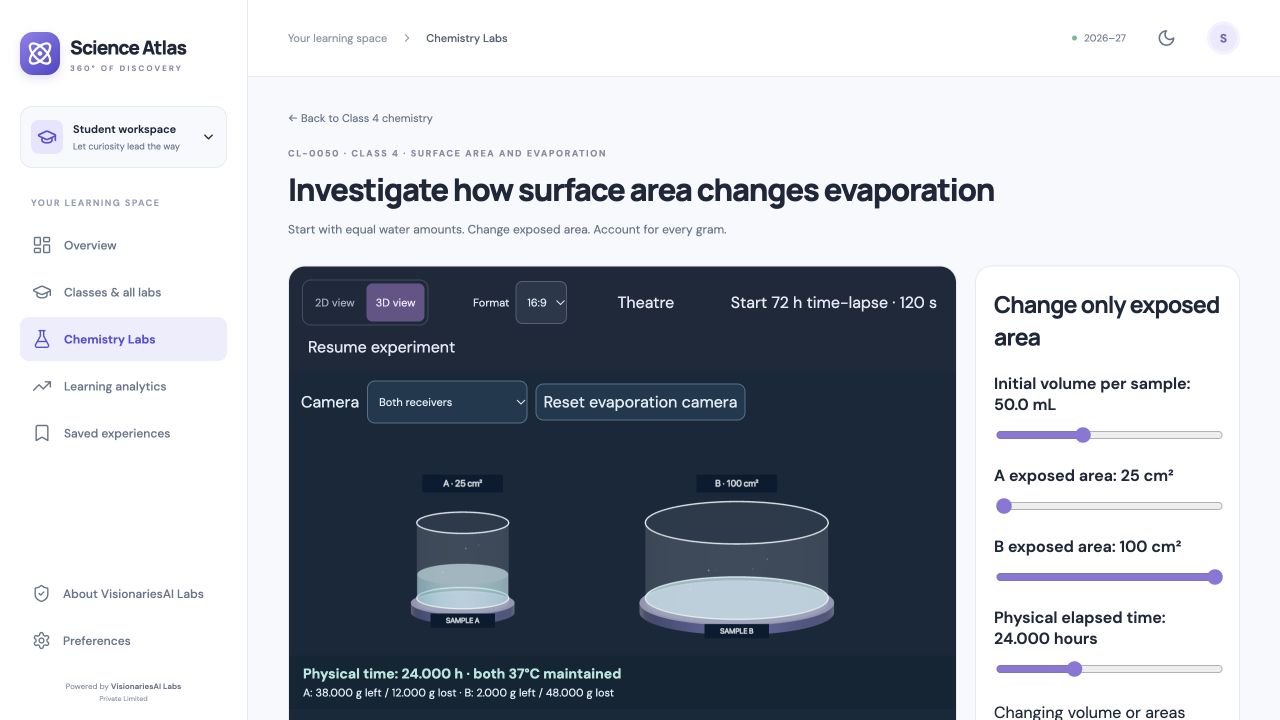 Science Atlas
360° OF DISCOVERY
Student workspace
Let curiosity lead the way
YOUR LEARNING SPACE
Overview
Classes & all labs
Chemistry Labs
Learning analytics
Saved experiences
About VisionariesAI Labs
Preferences
Powered by VisionariesAI Labs
Private Limited
Your learning space > Chemistry Labs
2026–27
S
← Back to Class 4 chemistry
CL-0050 · CLASS 4 · SURFACE AREA AND EVAPORATION
Investigate how surface area changes evaporation
Start with equal water amounts. Change exposed area. Account for every gram.
2D view 3D view Format 16:9 Theatre Start 72 h time-lapse · 120 s
Resume experiment
Camera Both receivers Reset evaporation camera
A · 25 cm² B · 100 cm²
SAMPLE A SAMPLE B
Physical time: 24.000 h · both 37°C maintained
A: 38.000 g left / 12.000 g lost · B: 2.000 g left / 48.000 g lost
Change only exposed
area
Initial volume per sample:
50.0 mL
A exposed area: 25 cm²
B exposed area: 100 cm²
Physical elapsed time:
24.000 hours
Changing volume or areas